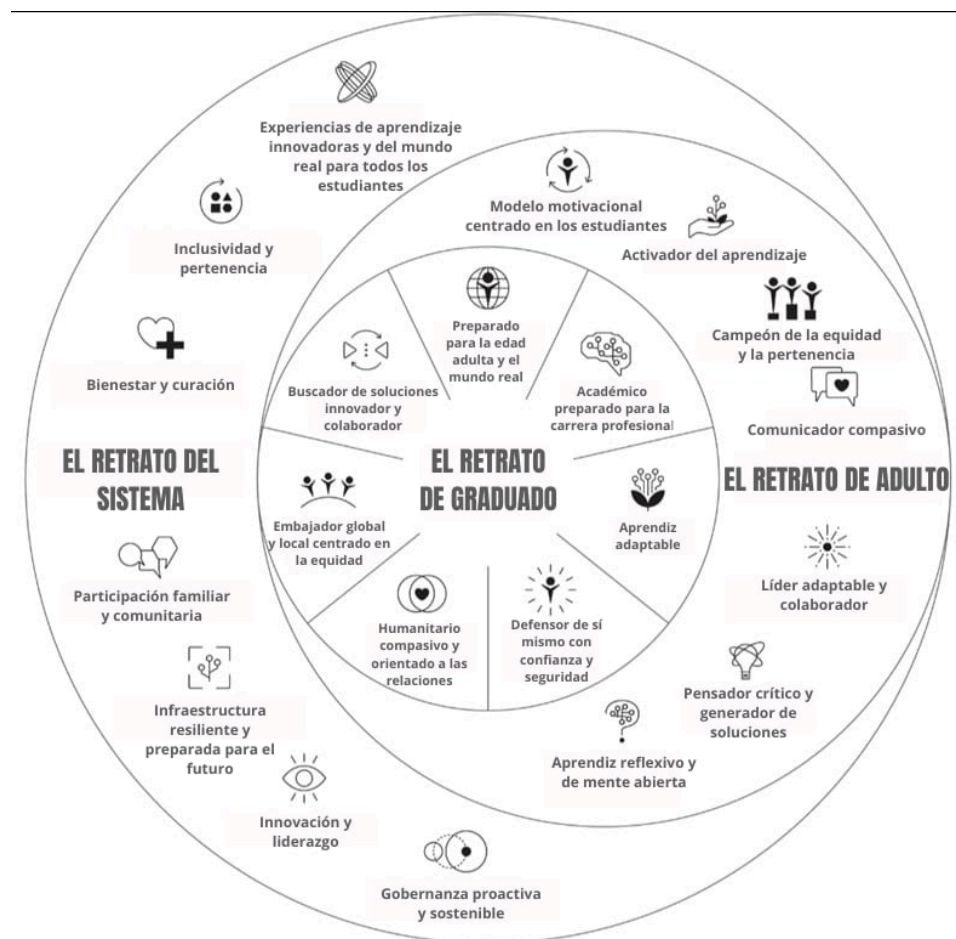 Experiencias de aprendizaje
innovadoras y del mundo
real para todos los
estudiantes
Inclusividad y
pertenencia
Bienestar y curación
EL RETRATO DEL
SISTEMA
Participación familiar
y comunitaria
Infraestructura
resiliente y
preparada para el
futuro
Innovación y
liderazgo
Gobernanza proactiva
y sostenible
Modelo motivacional
centrado en los estudiantes
Activador del aprendizaje
Campeón de la equidad
y la pertenencia
Comunicador compasivo
EL RETRATO DE ADULTO
Líder adaptable y
colaborador
Pensador crítico y
generador de
soluciones
Aprendiz reflexivo y
de mente abierta
Preparado
para la edad
adulta y el
mundo real
Académico
preparado para la
carrera profesional
Aprendiz
adaptable
Defensor de sí
mismo con
confianza y
seguridad
Humanitario
compasivo y
orientado a las
relaciones
Embajador global
y local centrado en
la equidad
Buscador de soluciones
innovador y
colaborador
EL RETRATO
DE GRADUADO